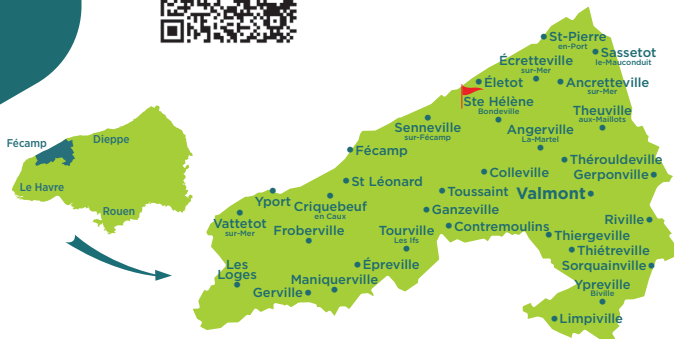 Fécamp
Dieppe
Le Havre
Rouen
St-Pierre
en-Port
Sassetot
le-Mauconduit
Écretteville
sur-Mer
Életot
Ancretteville
sur-Mer
Ste Hélène
Bondeville
Theuville
aux-Maillots
Senneville
sur-Fécamp
Angerville
La-Martel
Fécamp
Thérouldeville
Colleville
Gerponville
St Léonard
Toussaint
Valmont
Yport
Criquebeuf
en Caux
Ganzeville
Vattetot
sur-Mer
Froberville
Tourville
Les Ifs
Contremoulins
Riville
Thiergeville
Thiétreville
Les
Loges
Épreville
Sorquainville
Maniquerville
Gerville
Ypreville
Biville
Limpiville